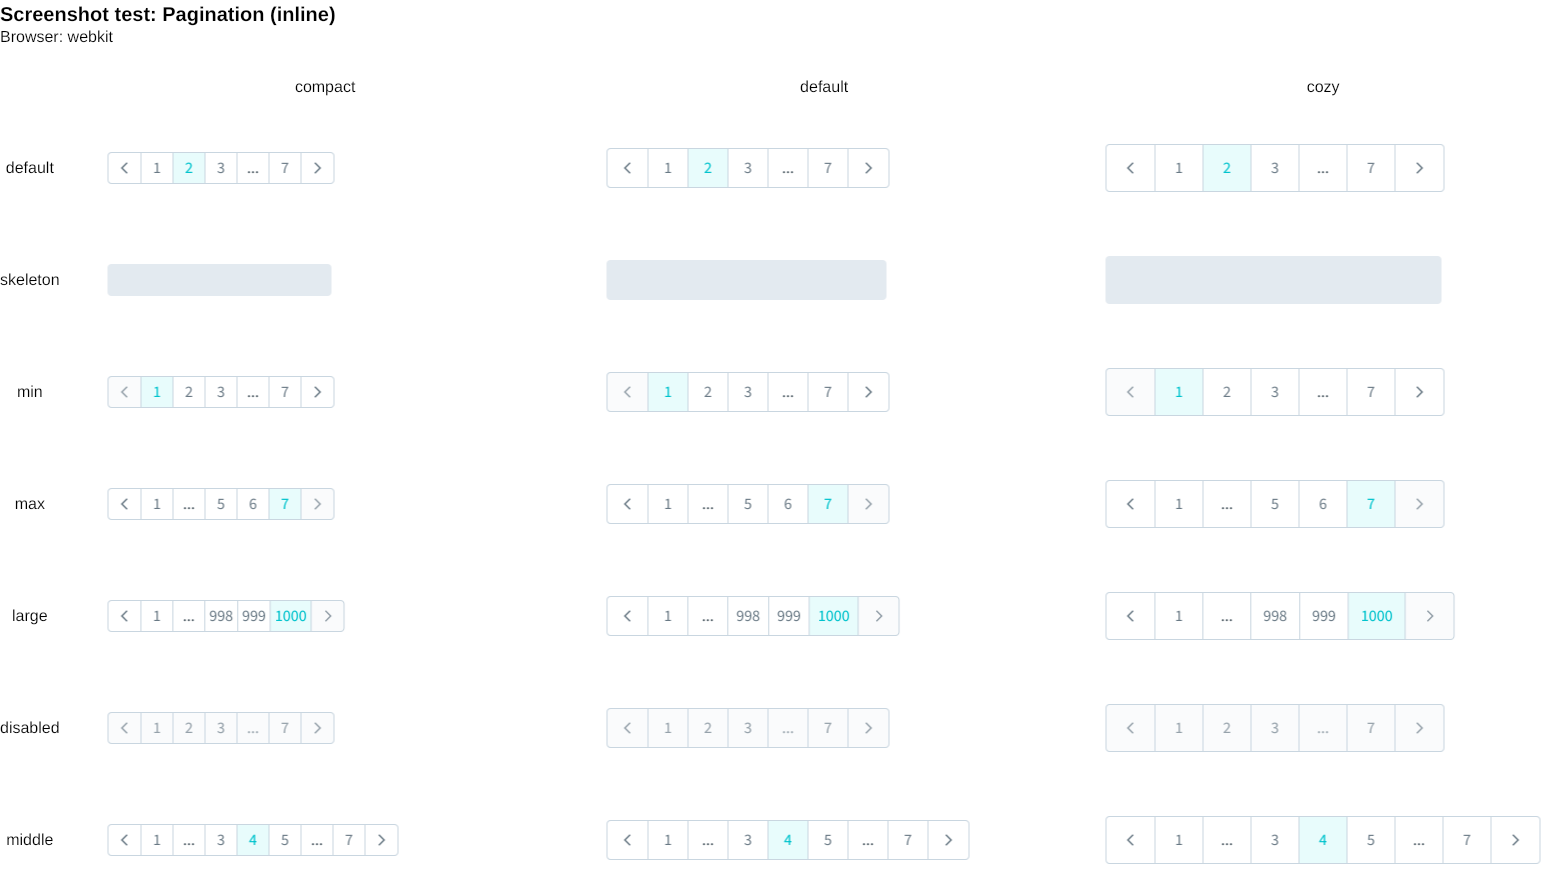 Screenshot test: Pagination (inline)
Browser: webkit
compact default cozy
default 1 2 3 ... 7 1 2 3 ... 7 1 2 3 ... 7
skeleton
min 1 2 3 ... 7 1 2 3 ... 7 1 2 3 ... 7
max 1 ... 5 6 7 1 ... 5 6 7 1 ... 5 6 7
large 1 ... 998 999 1000 1 ... 998 999 1000 1 ... 998 999 1000
disabled 1 2 3 ... 7 1 2 3 ... 7 1 2 3 ... 7
middle 1 ... 3 4 5 ... 7 1 ... 3 4 5 ... 7 1 ... 3 4 5 ... 7